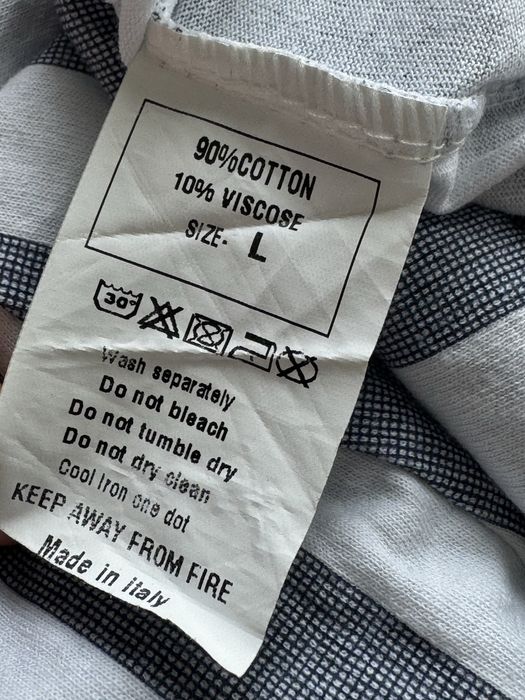 90%COTTON
10% VISCOSE
SIZE- L
30°
Wash separately
Do not bleach
Do not tumble dry
Do not dry clean
Cool Iron one dot
KEEP AWAY FROM FIRE
Made in italy